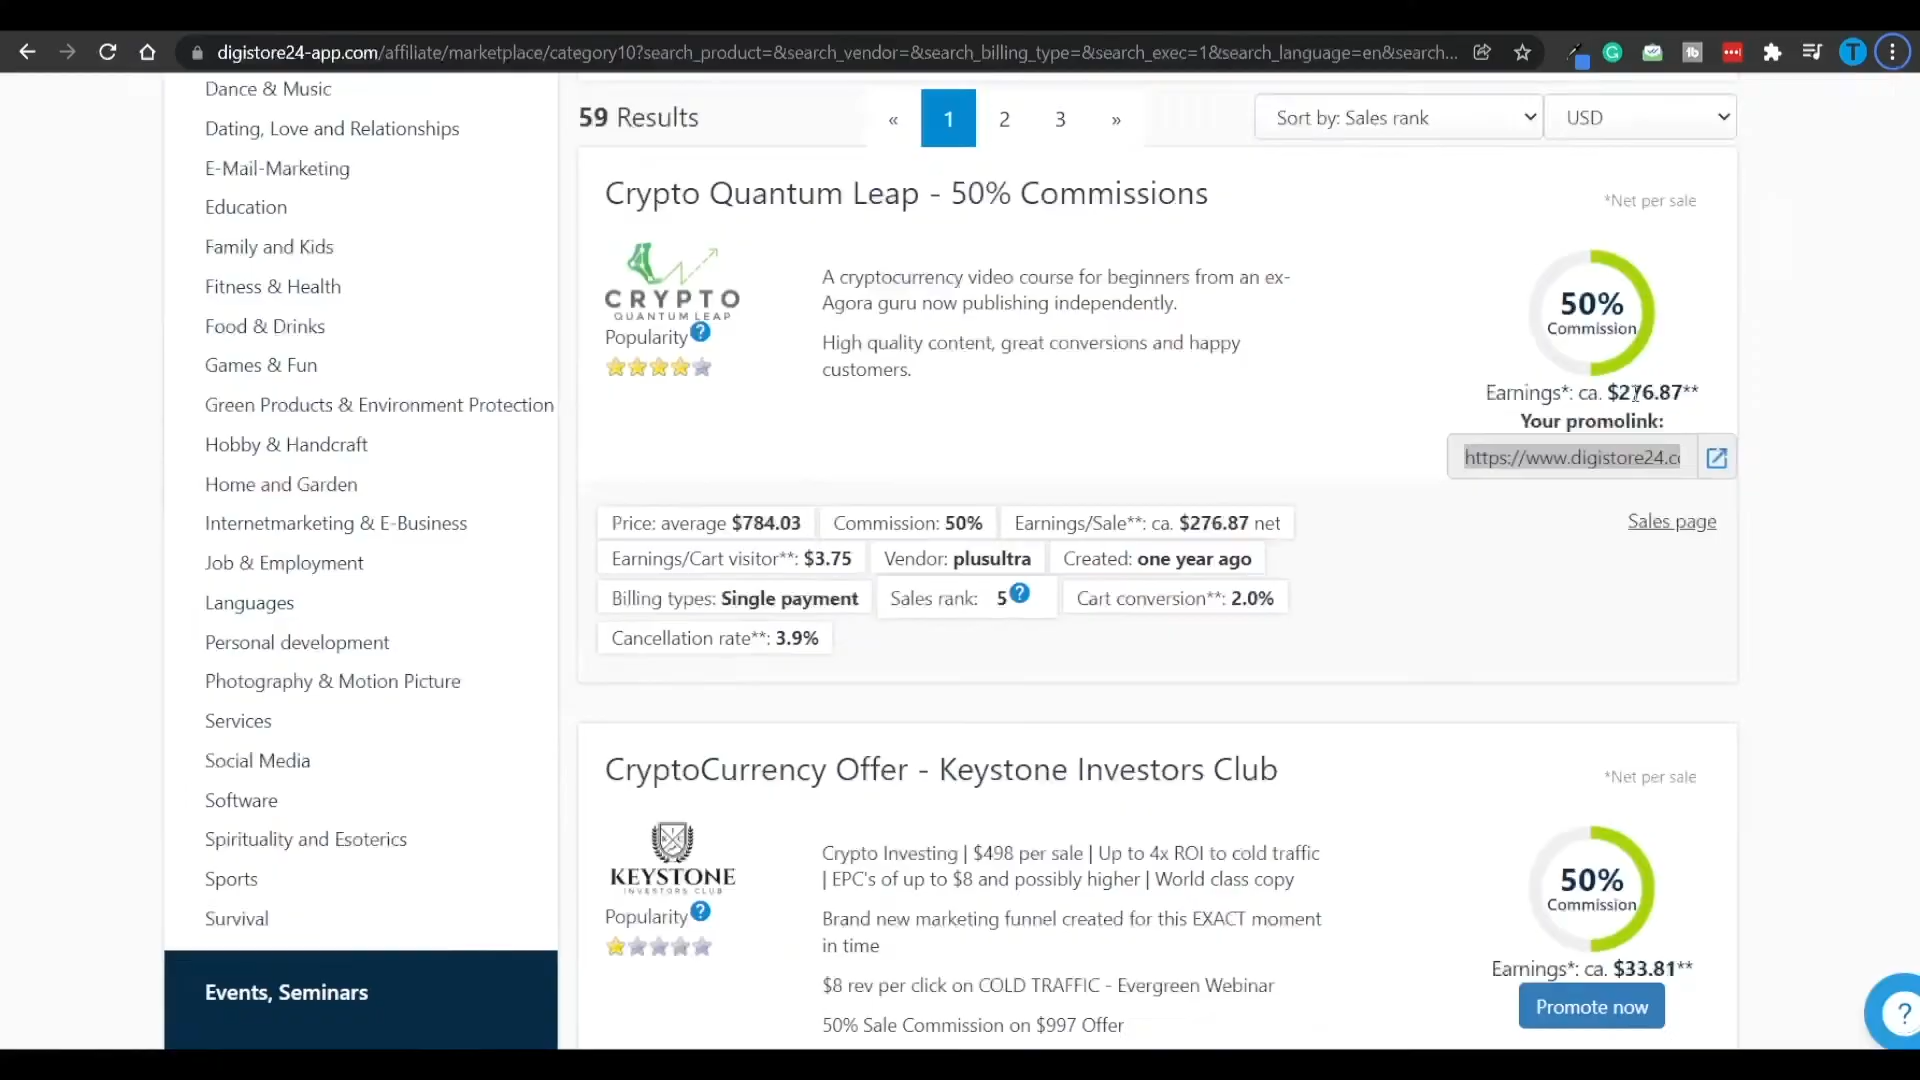 digistore24-app.com/affiliate/marketplace/category10?search_product=&search_vendor=&search_billing_type=&search_exec=1&search_language=en&search...
T
Dance & Music
Dating, Love and Relationships
E-Mail-Marketing
Education
Family and Kids
Fitness & Health
Food & Drinks
Games & Fun
Green Products & Environment Protection
Hobby & Handcraft
Home and Garden
Internetmarketing & E-Business
Job & Employment
Languages
Personal development
Photography & Motion Picture
Services
Social Media
Software
Spirituality and Esoterics
Sports
Survival
Events, Seminars
59 Results
« 1 2 3 »
Sort by: Sales rank
USD
Crypto Quantum Leap - 50% Commissions
*Net per sale
CRYPTO
QUANTUM LEAP
Popularity ?
A cryptocurrency video course for beginners from an ex-
Agora guru now publishing independently.
High quality content, great conversions and happy
customers.
50%
Commission
Earnings*: ca. $276.87**
Your promolink:
https://www.digistore24.co
Price: average $784.03 Commission: 50% Earnings/Sale**: ca. $276.87 net
Sales page
Earnings/Cart visitor**: $3.75 Vendor: plusultra Created: one year ago
Billing types: Single payment Sales rank: 5 ? Cart conversion**: 2.0%
Cancellation rate**: 3.9%
CryptoCurrency Offer - Keystone Investors Club
*Net per sale
KEYSTONE
INVESTORS CLUB
Popularity ?
Crypto Investing | $498 per sale | Up to 4x ROI to cold traffic
| EPC's of up to $8 and possibly higher | World class copy
Brand new marketing funnel created for this EXACT moment
in time
$8 rev per click on COLD TRAFFIC - Evergreen Webinar
50% Sale Commission on $997 Offer
50%
Commission
Earnings*: ca. $33.81**
Promote now
?